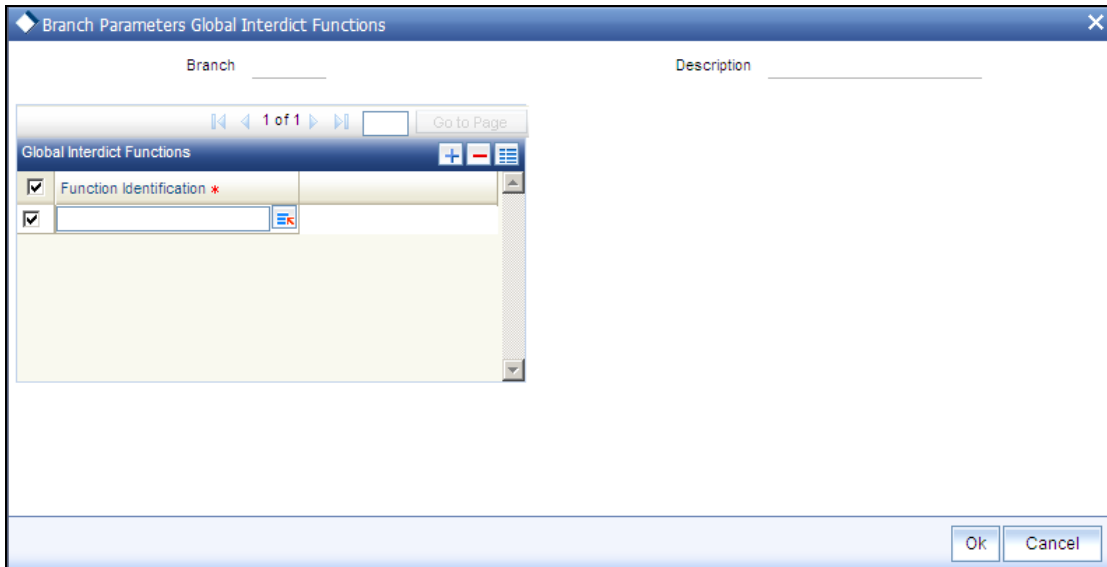 Branch Parameters Global Interdict Functions
Branch
Description
1 of 1
Go to Page
Global Interdict Functions
Function Identification *
Ok
Cancel